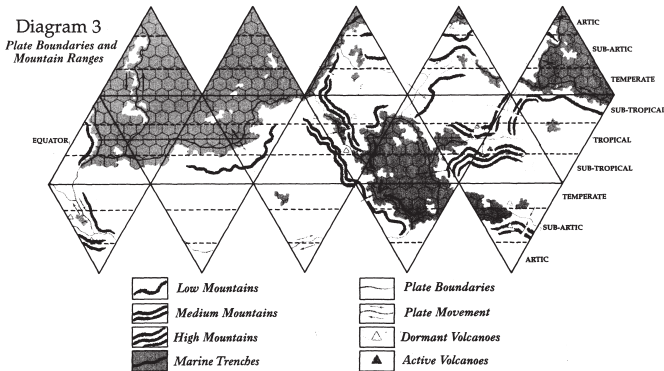 Diagram 3
Plate Boundaries and
Mountain Ranges
ARTIC
SUB-ARTIC
TEMPERATE
SUB-TROPICAL
EQUATOR
TROPICAL
SUB-TROPICAL
TEMPERATE
SUB-ARTIC
ARTIC
Low Mountains
Medium Mountains
High Mountains
Marine Trenches
Plate Boundaries
Plate Movement
Dormant Volcanoes
Active Volcanoes